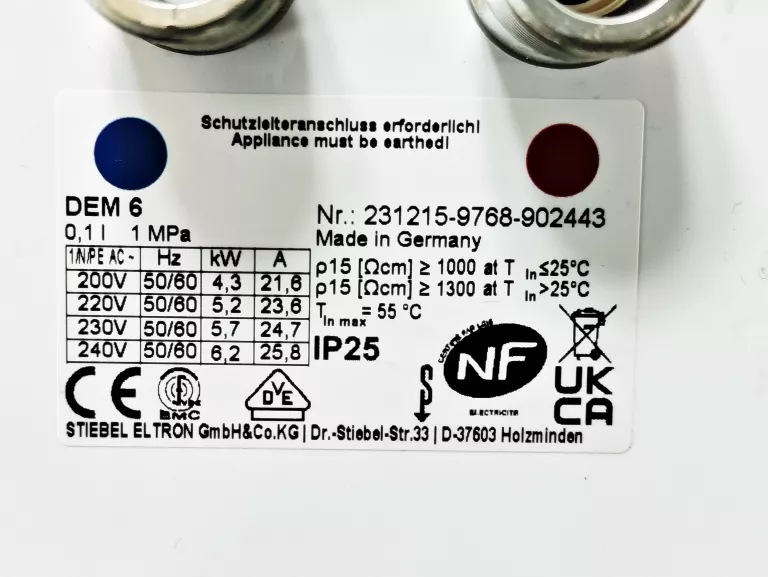 Schutzleiteranschluss erforderlich!
Appliance must be earthed!
DEM 6
0,1 l 1 MPa
Nr.: 231215-9768-902443
Made in Germany
1/N/PE AC ~ Hz kW A
200V 50/60 4,3 21,6
220V 50/60 5,2 23,6
230V 50/60 5,7 24,7
240V 50/60 6,2 25,8
ρ15 [Ωcm] ≥ 1000 at T In ≤25°C
ρ15 [Ωcm] ≥ 1300 at T In >25°C
T In max = 55 °C
IP25
CE
EMC
DVE
S
NF
ELECTRICITE
UK
CA
STIEBEL ELTRON GmbH&Co.KG | Dr.-Stiebel-Str.33 | D-37603 Holzminden